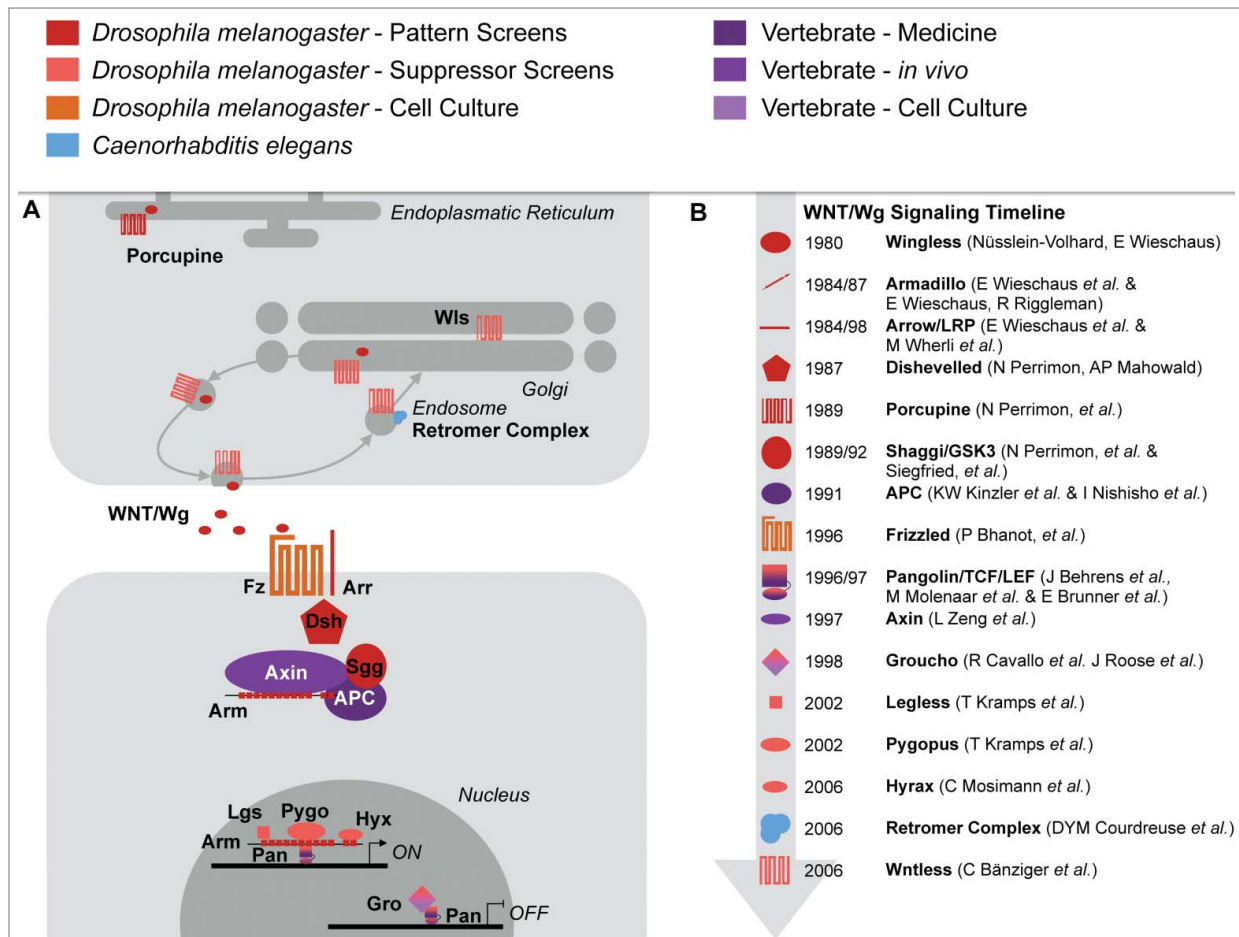 Drosophila melanogaster - Pattern Screens
Drosophila melanogaster - Suppressor Screens
Drosophila melanogaster - Cell Culture
Caenorhabditis elegans
Vertebrate - Medicine
Vertebrate - in vivo
Vertebrate - Cell Culture
A
Endoplasmatic Reticulum
Porcupine
Wls
Golgi
Endosome
Retromer Complex
WNT/Wg
Fz
Arr
Dsh
Axin
Sgg
APC
Arm
Nucleus
Lgs
Pygo
Hyx
Arm
Pan
ON
Gro
Pan
OFF
B
WNT/Wg Signaling Timeline
1980 Wingless (Nüsslein-Volhard, E Wieschaus)
1984/87 Armadillo (E Wieschaus et al. &
E Wieschaus, R Riggleman)
1984/98 Arrow/LRP (E Wieschaus et al. &
M Wherli et al.)
1987 Dishevelled (N Perrimon, AP Mahowald)
1989 Porcupine (N Perrimon, et al.)
1989/92 Shaggi/GSK3 (N Perrimon, et al. &
Siegfried, et al.)
1991 APC (KW Kinzler et al. & I Nishisho et al.)
1996 Frizzled (P Bhanot, et al.)
1996/97 Pangolin/TCF/LEF (J Behrens et al.,
M Molenaar et al. & E Brunner et al.)
1997 Axin (L Zeng et al.)
1998 Groucho (R Cavallo et al. J Roose et al.)
2002 Legless (T Kramps et al.)
2002 Pygopus (T Kramps et al.)
2006 Hyrax (C Mosimann et al.)
2006 Retromer Complex (DYM Courdreuse et al.)
2006 Wntless (C Bänziger et al.)